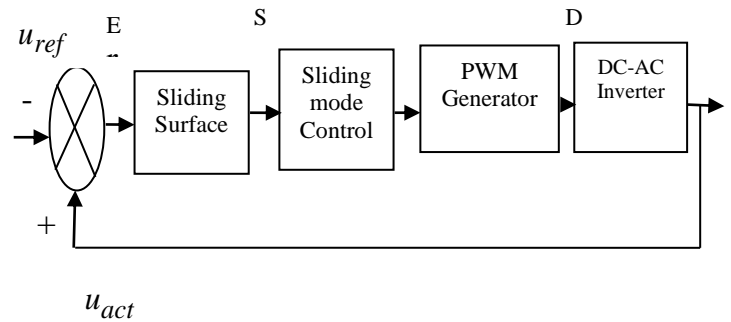 u_ref
E
S
D
-
Sliding
Surface
Sliding
mode
Control
PWM
Generator
DC-AC
Inverter
+
u_act